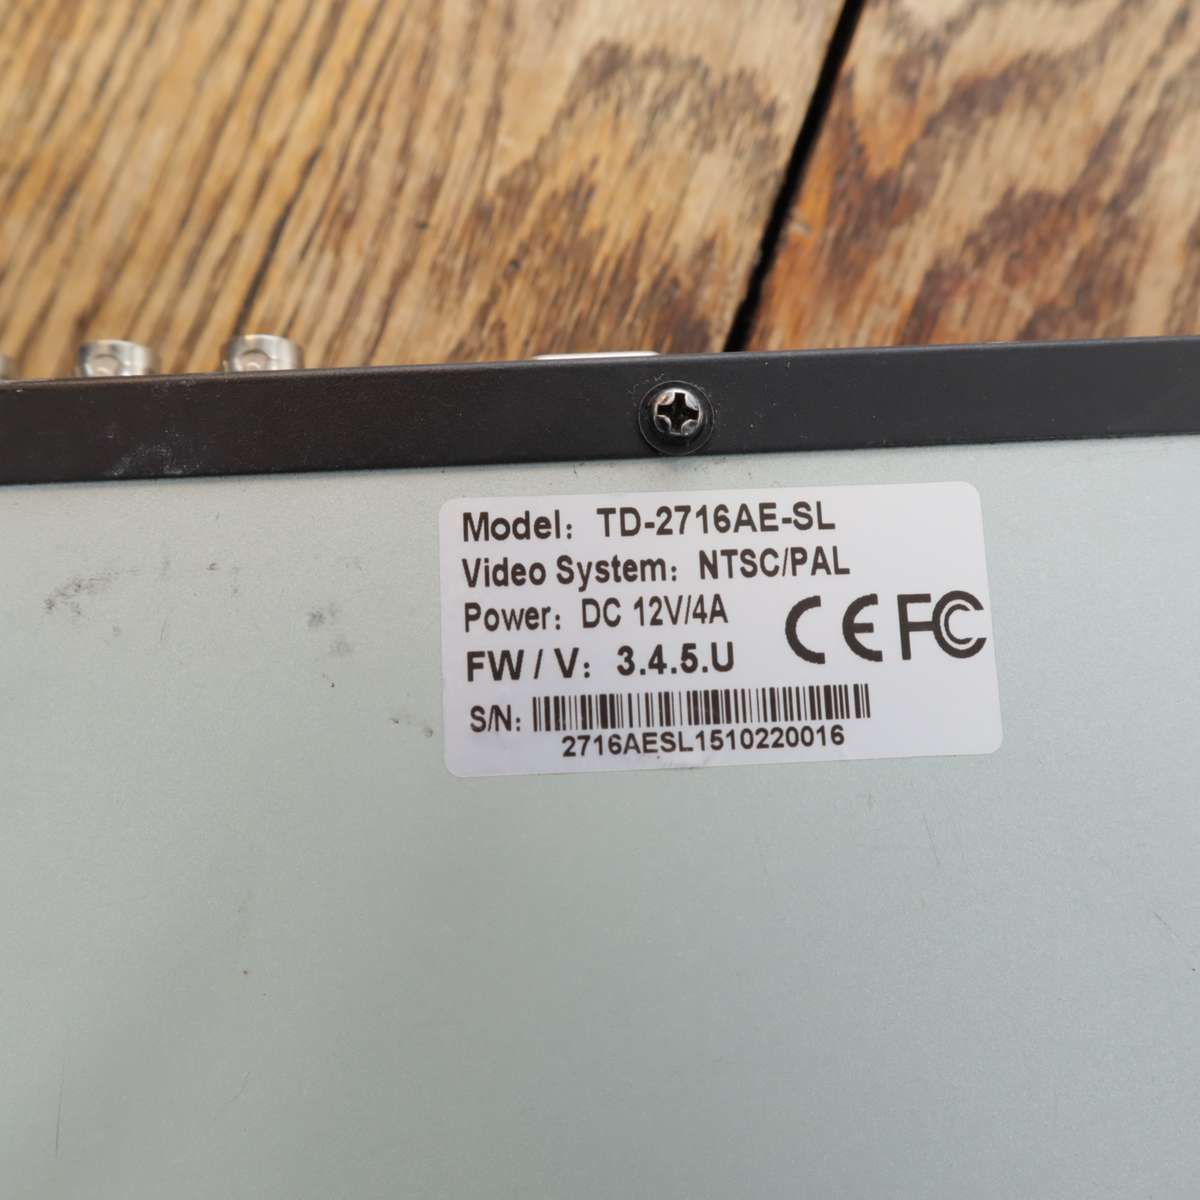 Model: TD-2716AE-SL
Video System: NTSC/PAL
Power: DC 12V/4A
CE FC
FW / V: 3.4.5.U
S/N:
2716AESL1510220016